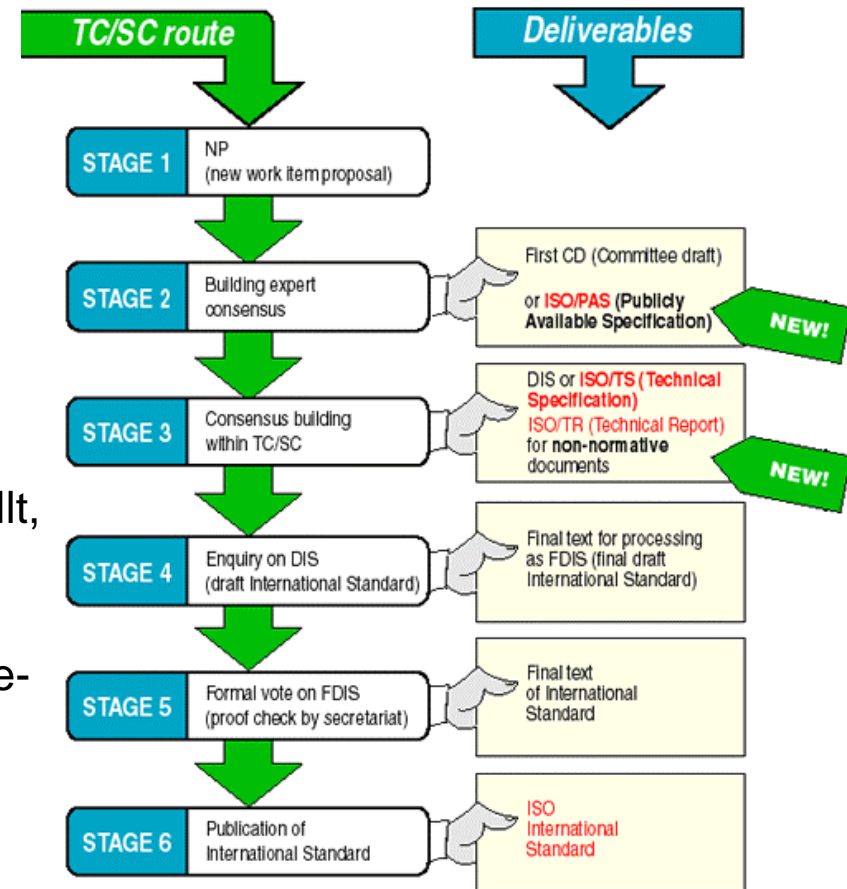 TC/SC route
Deliverables
STAGE 1
NP
(new work item proposal)
STAGE 2
Building expert
consensus
First CD (Committee draft)
or ISO/PAS (Publicly
Available Specification)
NEW!
STAGE 3
Consensus building
within TC/SC
DIS or ISO/TS (Technical
Specification)
ISO/TR (Technical Report)
for non-normative
documents
NEW!
llt,
STAGE 4
Enquiry on DIS
(draft International Standard)
Final text for processing
as FDIS (final draft
International Standard)
e-
STAGE 5
Formal vote on FDIS
(proof check by secretariat)
Final text
of International
Standard
STAGE 6
Publication of
International Standard
ISO
International
Standard